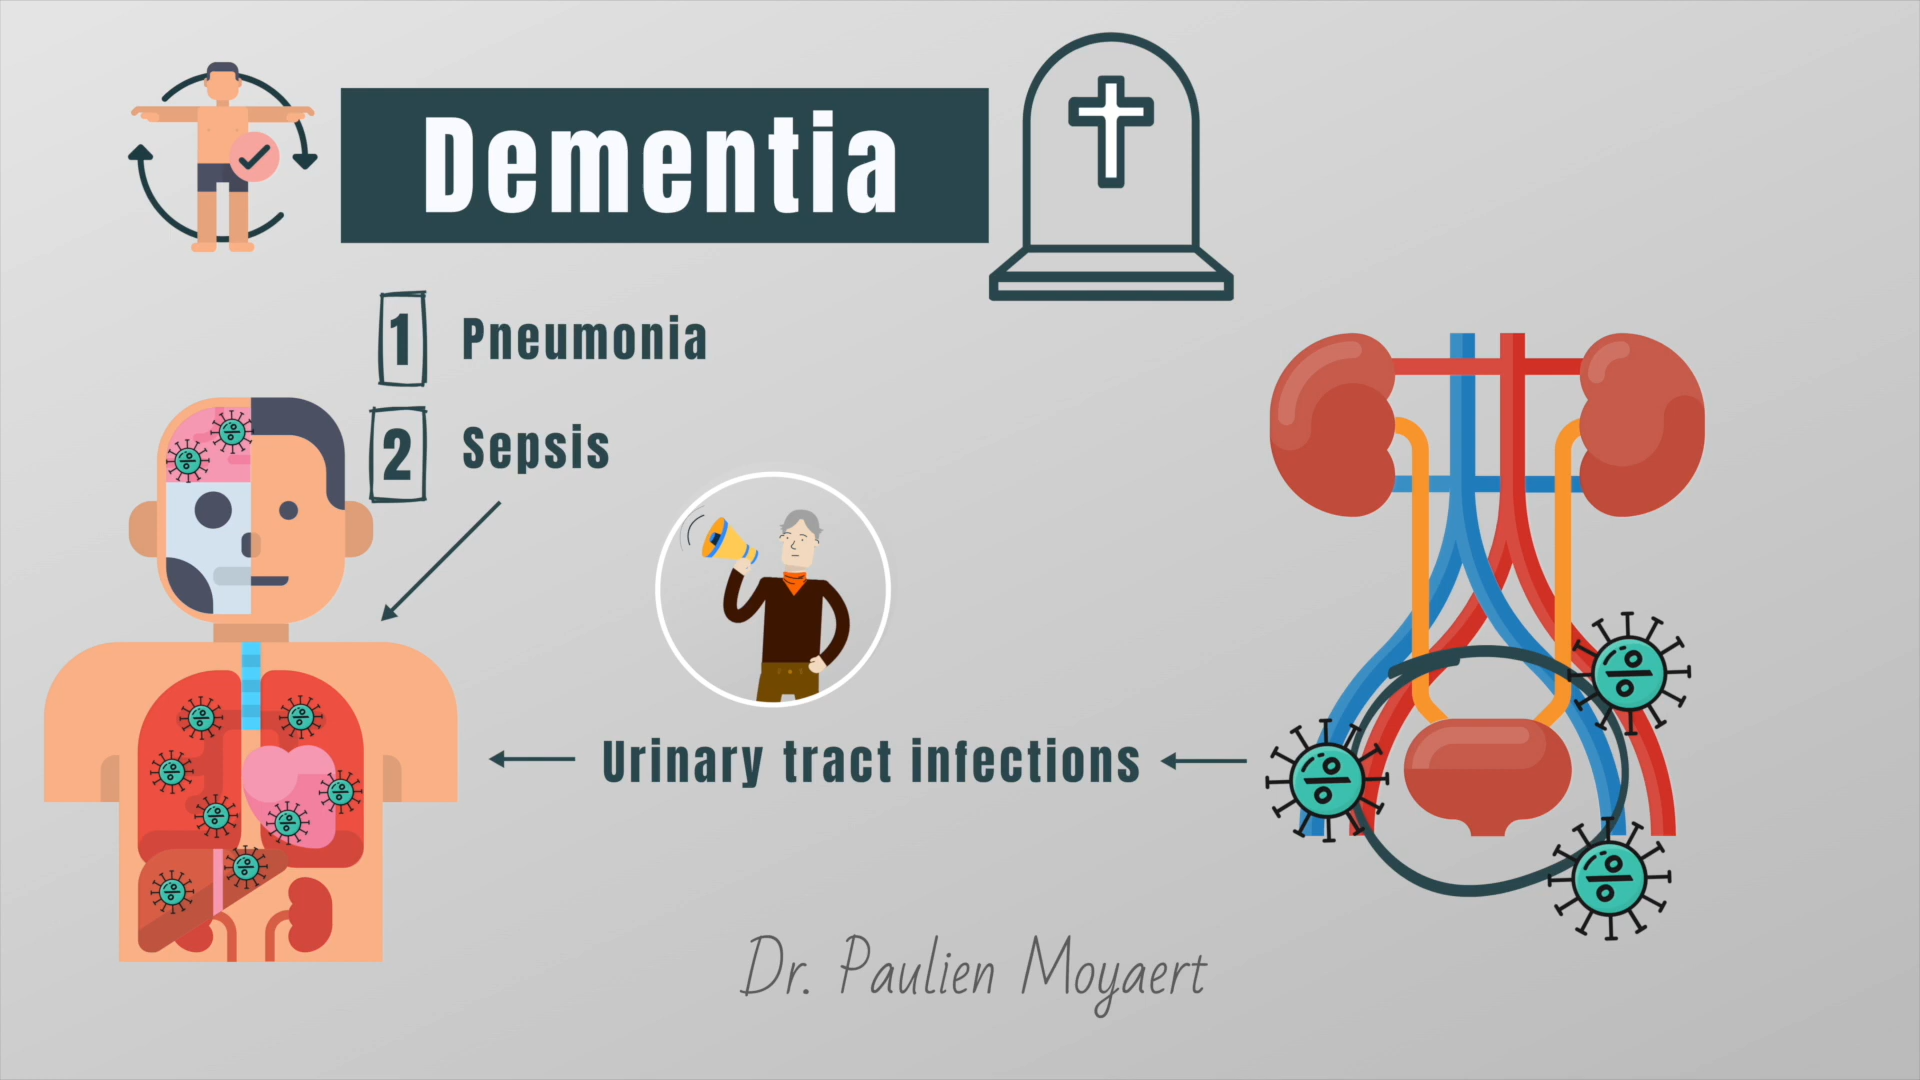 Dementia
1 Pneumonia
2 Sepsis
Urinary tract infections
Dr. Paulien Moyaert